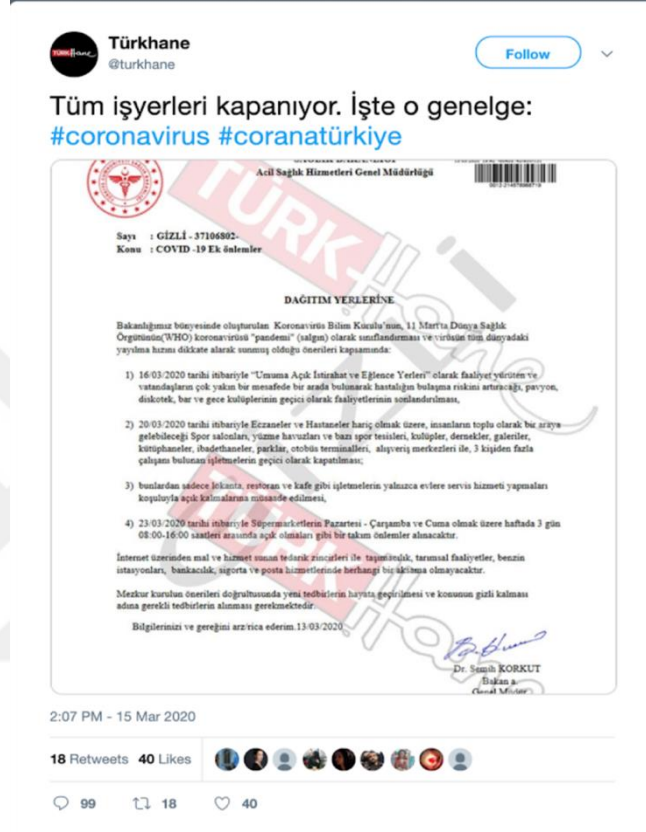 Türkhane
@turkhane
Follow
Tüm işyerleri kapanıyor. İşte o genelge:
#coronavirus #coranatürkiye
Acil Sağlık Hizmetleri Genel Müdürlüğü
Sayı : GİZLİ - 37106802-
Konu : COVID -19 Ek önlemler
DAĞITIM YERLERİNE
Bakanlığımız bünyesinde oluşturulan Koronavirüs Bilim Kurulu'nun, 11 Mart'ta Dünya Sağlık
Örgütünün(WHO) koronavirüsü "pandemi" (salgın) olarak sınıflandırması ve virüsün tüm dünyadaki
yayılma hızını dikkate alarak sunmuş olduğu önerileri kapsamında:
1) 16/03/2020 tarihi itibariyle "Umuma Açık İstirahat ve Eğlence Yerleri" olarak faaliyet yürüten ve
vatandaşların çok yakın bir mesafede bir arada bulunarak hastalığın bulaşma riskini artıracağı, pavyon,
diskotek, bar ve gece kulüplerinin geçici olarak faaliyetlerinin sonlandırılması,
2) 20/03/2020 tarihi itibariyle Eczaneler ve Hastaneler hariç olmak üzere, insanların toplu olarak bir araya
gelebileceği Spor salonları, yüzme havuzları ve bazı spor tesisleri, kulüpler, dernekler, galeriler,
kütüphaneler, ibadethaneler, parklar, otobüs terminalleri, alışveriş merkezleri ile, 3 kişiden fazla
çalışanı bulunan işletmelerin geçici olarak kapatılması;
3) bunlardan sadece lokanta, restoran ve kafe gibi işletmelerin yalnızca evlere servis hizmeti yapmaları
koşuluyla açık kalmalarına müsaade edilmesi,
4) 23/03/2020 tarihi itibariyle Süpermarketlerin Pazartesi - Çarşamba ve Cuma olmak üzere haftada 3 gün
08:00-16:00 saatleri arasında açık olmaları gibi bir takım önlemler alınacaktır.
İnternet üzerinden mal ve hizmet sunan tedarik zincirleri ile taşımacılık, tarımsal faaliyetler, benzin
istasyonları, bankacılık, sigorta ve posta hizmetlerinde herhangi bir aksama olmayacaktır.
Mezkur kurulun önerileri doğrultusunda yeni tedbirlerin hayata geçirilmesi ve konunun gizli kalması
adına gerekli tedbirlerin alınması gerekmektedir.
Bilgilerinizi ve gereğini arz/rica ederim.13/03/2020
Dr. Semih KORKUT
Bakan a.
Genel Müdür
TÜRK Hane
TÜRK Hane
2:07 PM - 15 Mar 2020
18 Retweets 40 Likes
99 18 40